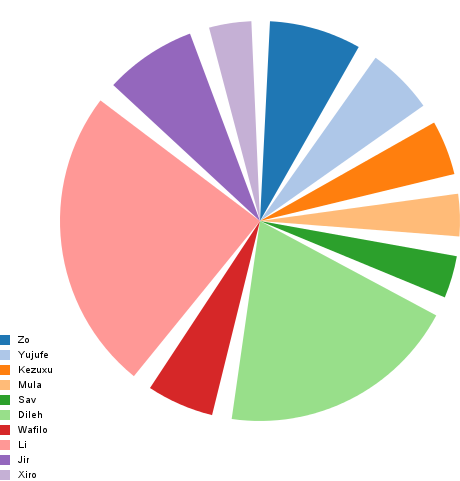 Zo
Yujufe
Kezuxu
Mula
Sav
Dileh
Wafilo
Li
Jir
Xiro